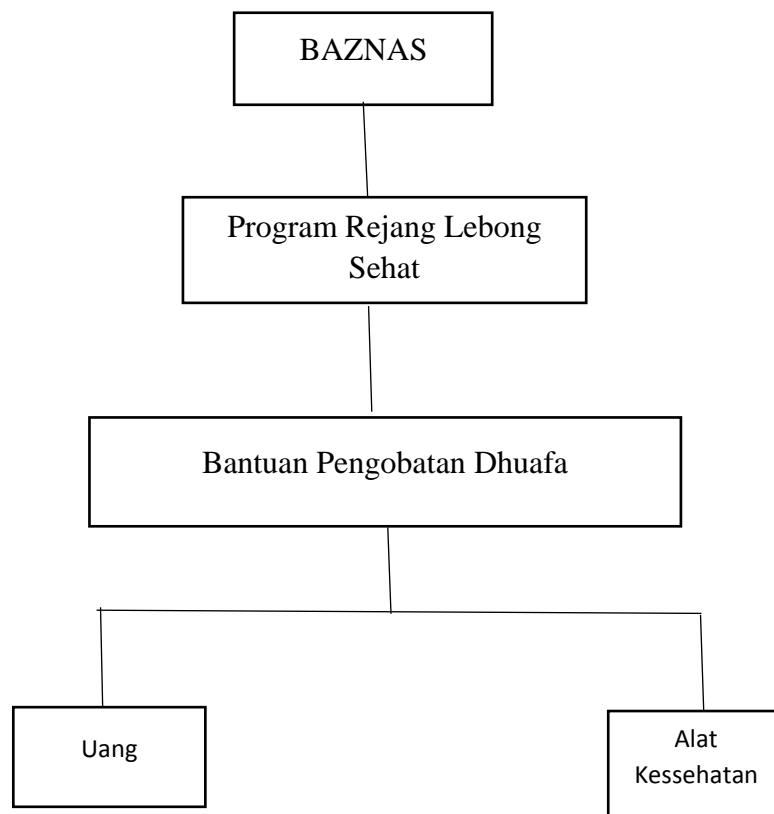 BAZNAS
Program Rejang Lebong
Sehat
Bantuan Pengobatan Dhuafa
Uang
Alat
Kessehatan